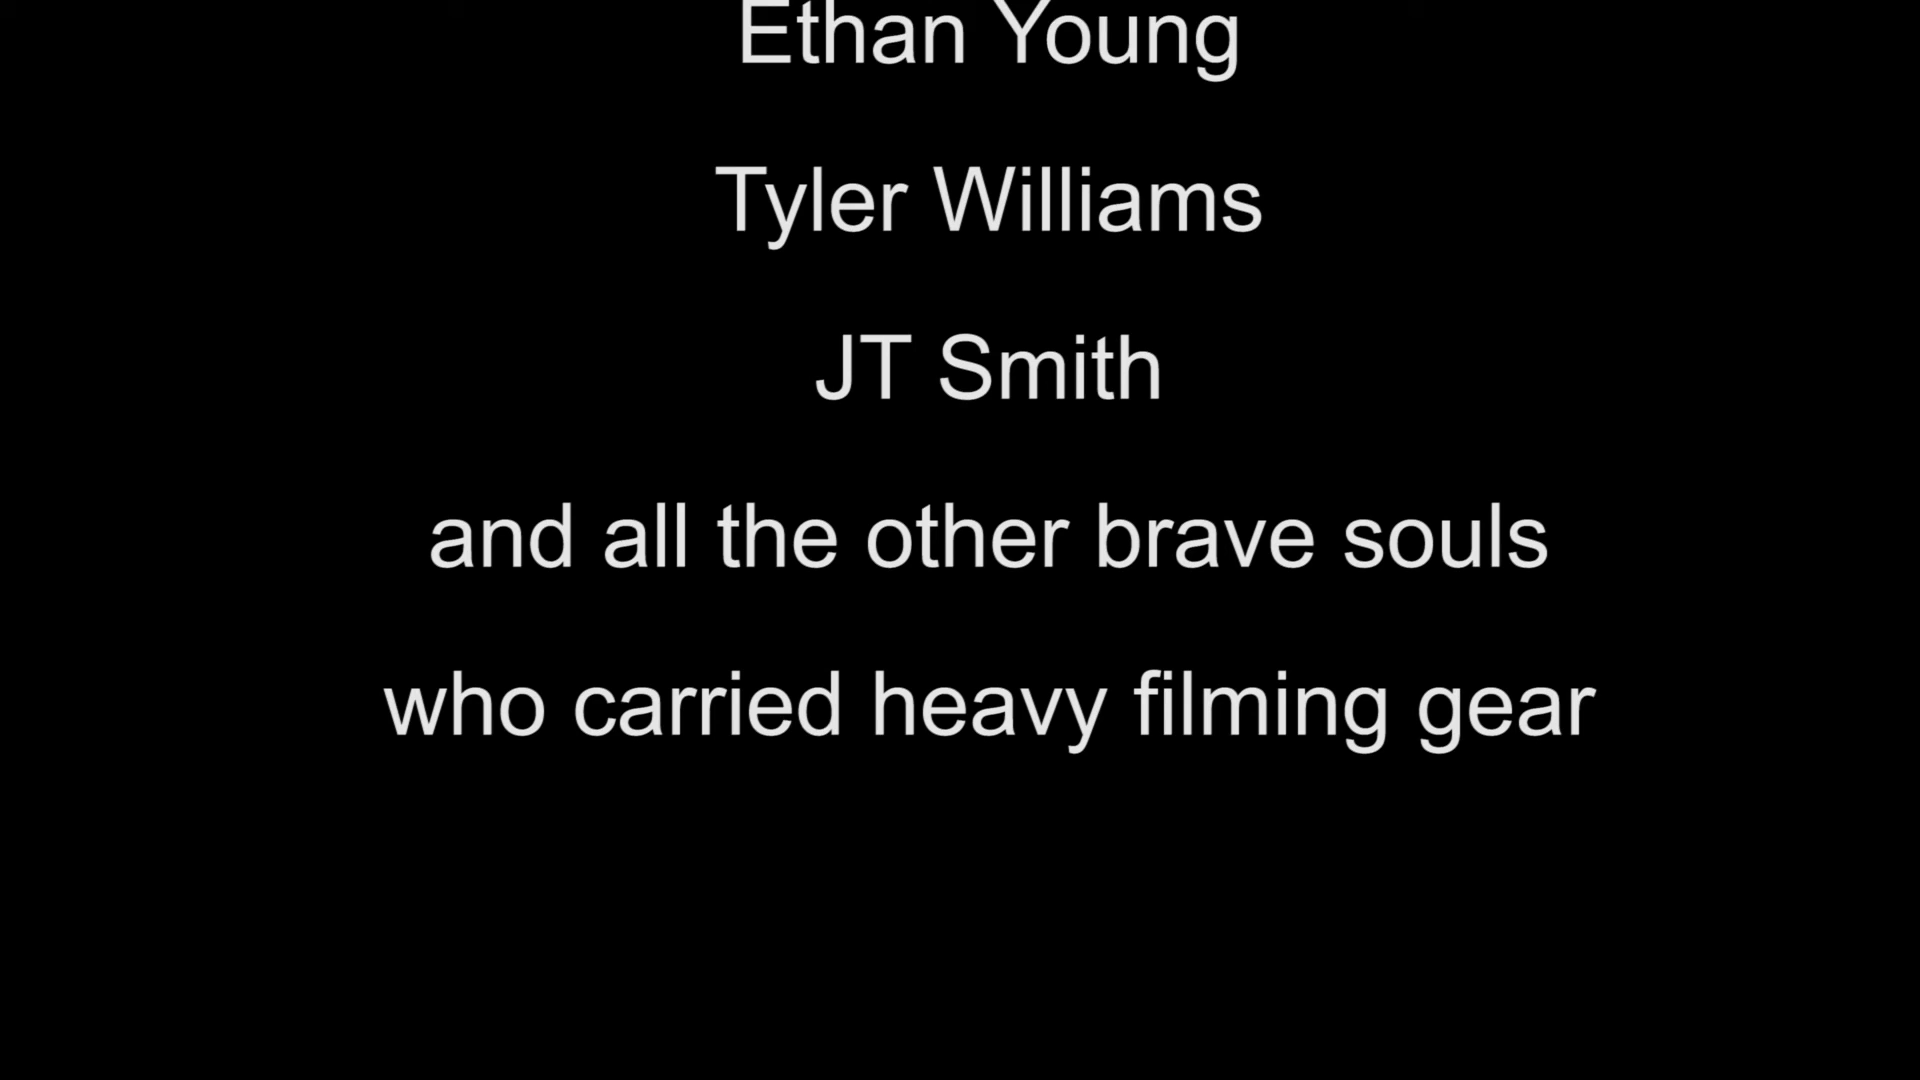 Ethan Young
Tyler Williams
JT Smith
and all the other brave souls
who carried heavy filming gear